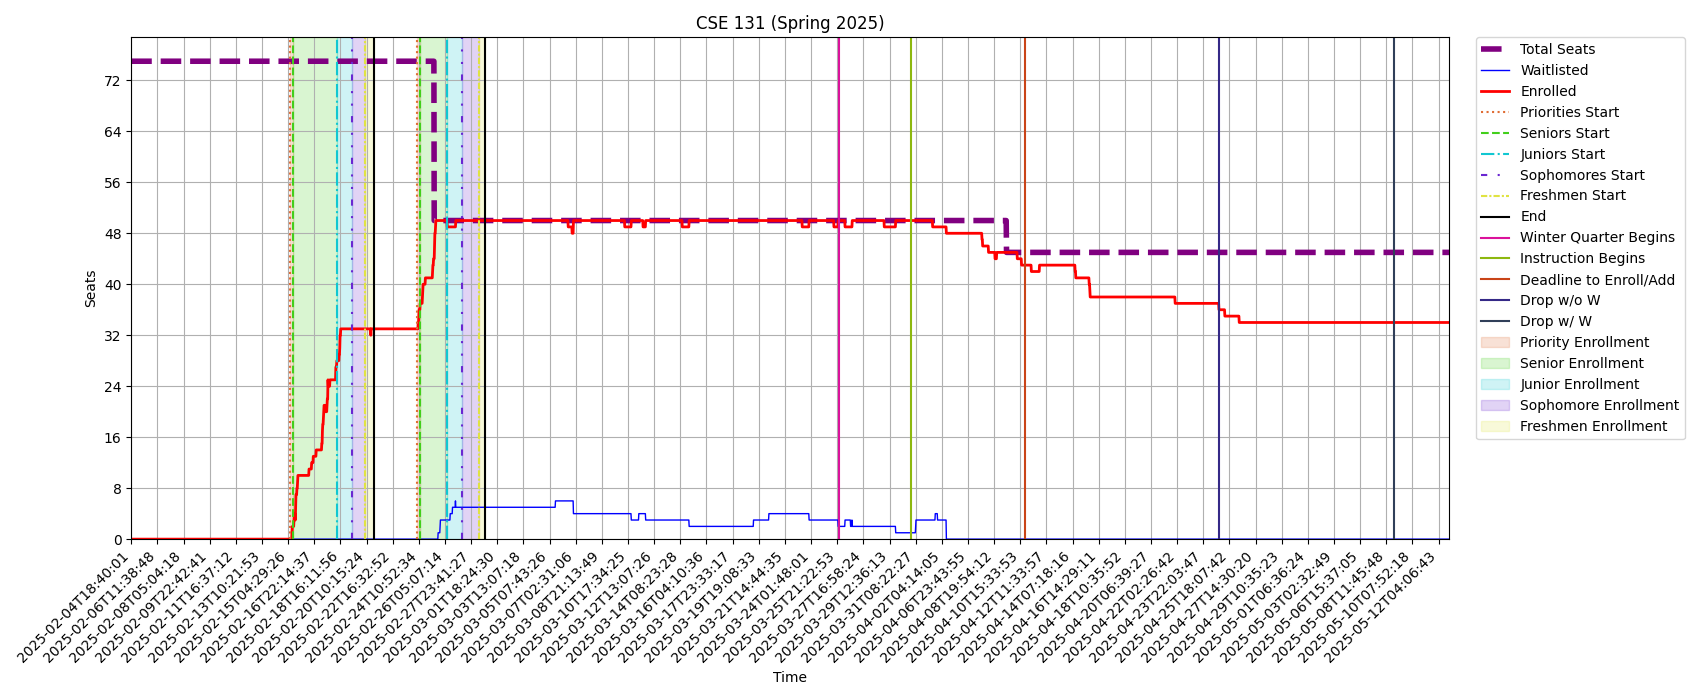 CSE 131 (Spring 2025)
Seats
72
64
56
48
40
32
24
16
8
0
2025-02-04T18:40:01
2025-02-06T11:38:48
2025-02-08T05:04:18
2025-02-09T22:42:41
2025-02-11T16:37:12
2025-02-13T10:21:53
2025-02-15T04:29:26
2025-02-16T22:14:37
2025-02-18T16:11:56
2025-02-20T10:15:24
2025-02-22T16:32:52
2025-02-24T10:52:34
2025-02-26T05:07:14
2025-02-27T23:41:27
2025-03-01T18:24:30
2025-03-03T13:07:18
2025-03-05T07:43:26
2025-03-07T02:31:06
2025-03-08T21:13:49
2025-03-10T17:34:25
2025-03-12T13:07:26
2025-03-14T08:23:28
2025-03-16T04:10:36
2025-03-17T23:33:17
2025-03-19T19:08:33
2025-03-21T14:44:35
2025-03-24T01:48:01
2025-03-25T21:22:53
2025-03-27T16:58:24
2025-03-29T12:36:13
2025-03-31T08:22:27
2025-04-02T04:14:05
2025-04-06T23:43:55
2025-04-08T19:54:12
2025-04-10T15:33:53
2025-04-12T11:33:57
2025-04-14T07:18:16
2025-04-16T14:29:11
2025-04-18T10:35:52
2025-04-20T06:39:27
2025-04-22T02:26:42
2025-04-23T22:03:47
2025-04-25T18:07:42
2025-04-27T14:30:20
2025-04-29T10:35:23
2025-05-01T06:36:24
2025-05-03T02:32:49
2025-05-06T15:37:05
2025-05-08T11:45:48
2025-05-10T07:52:18
2025-05-12T04:06:43
Time
Total Seats
Waitlisted
Enrolled
Priorities Start
Seniors Start
Juniors Start
Sophomores Start
Freshmen Start
End
Winter Quarter Begins
Instruction Begins
Deadline to Enroll/Add
Drop w/o W
Drop w/ W
Priority Enrollment
Senior Enrollment
Junior Enrollment
Sophomore Enrollment
Freshmen Enrollment